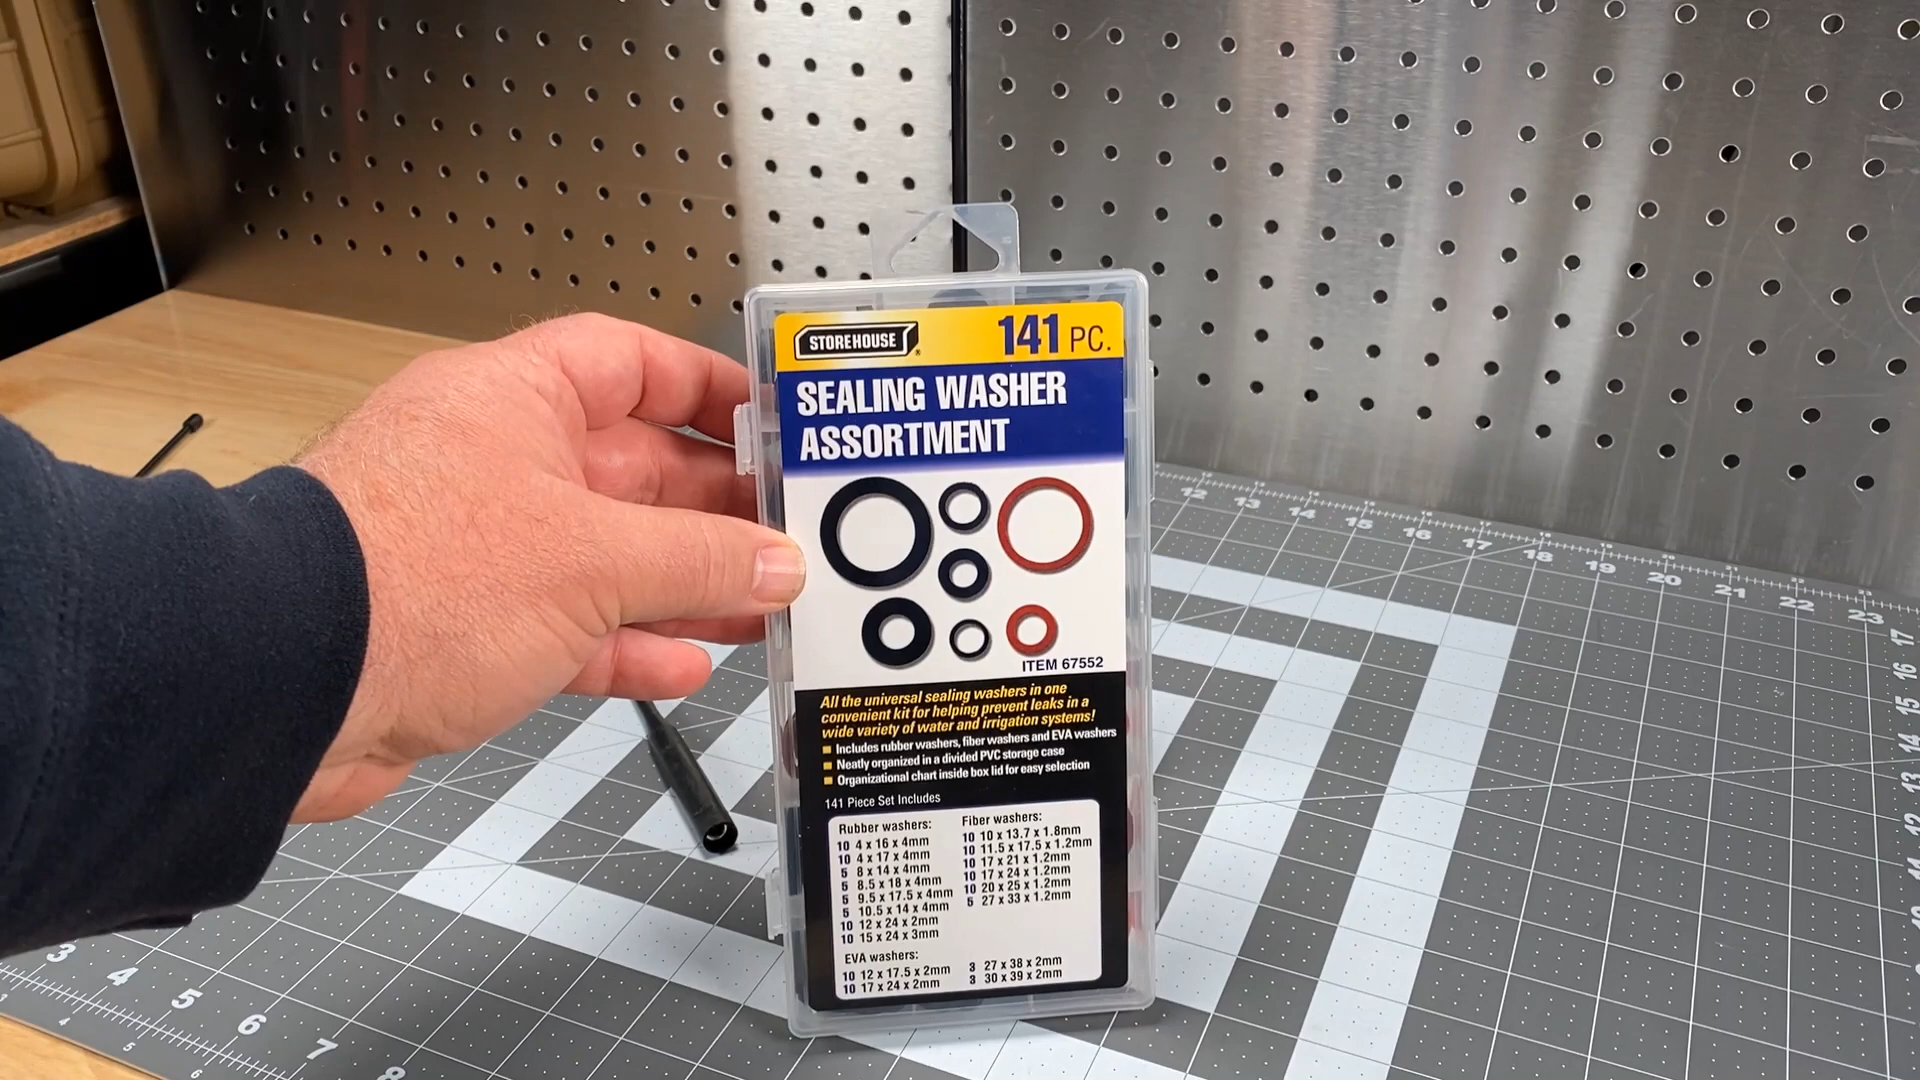 STOREHOUSE®
141 PC.
SEALING WASHER
ASSORTMENT
ITEM 67552
All the universal sealing washers in one
convenient kit for helping prevent leaks in a
wide variety of water and irrigation systems!
Includes rubber washers, fiber washers and EVA washers
Neatly organized in a divided PVC storage case
Organizational chart inside box lid for easy selection
141 Piece Set Includes
Rubber washers:
10 4 x 16 x 4mm
10 4 x 17 x 4mm
5 8 x 14 x 4mm
5 8.5 x 18 x 4mm
5 9.5 x 17.5 x 4mm
5 10.5 x 14 x 4mm
10 12 x 24 x 2mm
10 15 x 24 x 3mm
Fiber washers:
10 10 x 13.7 x 1.8mm
10 11.5 x 17.5 x 1.2mm
10 17 x 21 x 1.2mm
10 17 x 24 x 1.2mm
10 20 x 25 x 1.2mm
5 27 x 33 x 1.2mm
EVA washers:
10 12 x 17.5 x 2mm
10 17 x 24 x 2mm
3 27 x 38 x 2mm
3 30 x 39 x 2mm
12 13 14 15 16 17 18 19 20 21 22 23
17
16
15
14
13
12
11
3 4 5 6 7 8
4 5 6